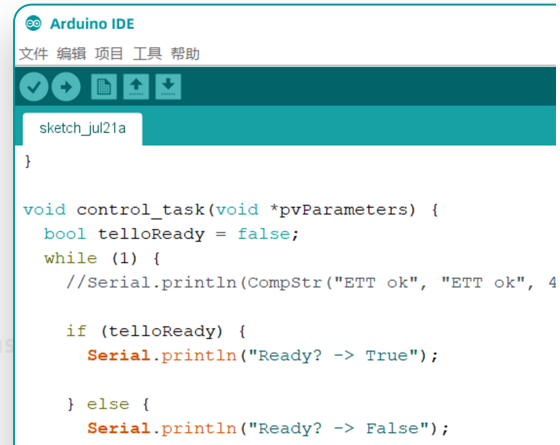 Arduino IDE
文件 编辑 项目 工具 帮助
sketch_jul21a
}
void control_task(void *pvParameters) {
bool telloReady = false;
while (1) {
//Serial.println(CompStr("ETT ok", "ETT ok", 4
if (telloReady) {
Serial.println("Ready? -> True");
} else {
Serial.println("Ready? -> False");